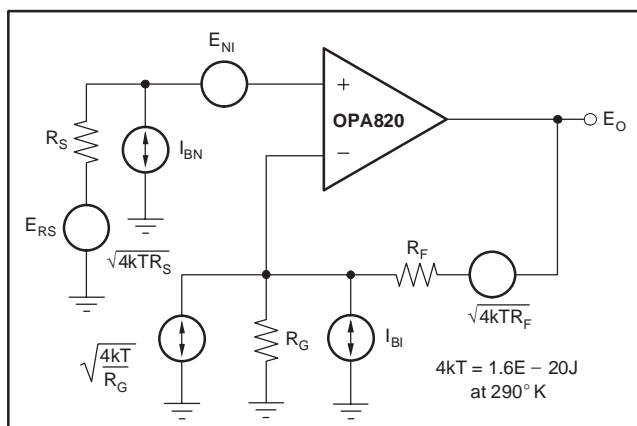 E_NI
+
OPA820
−
E_O
R_S
I_BN
E_RS
√4kTR_S
R_F
√4kTR_F
√4kT/R_G
R_G
I_BI
4kT = 1.6E − 20J
at 290° K